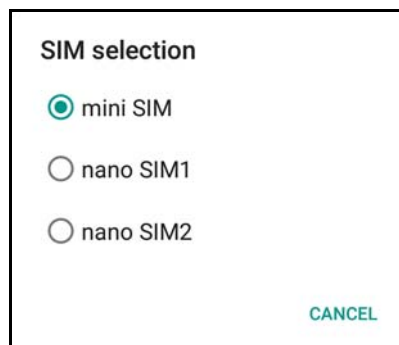 SIM selection
mini SIM
nano SIM1
nano SIM2
CANCEL